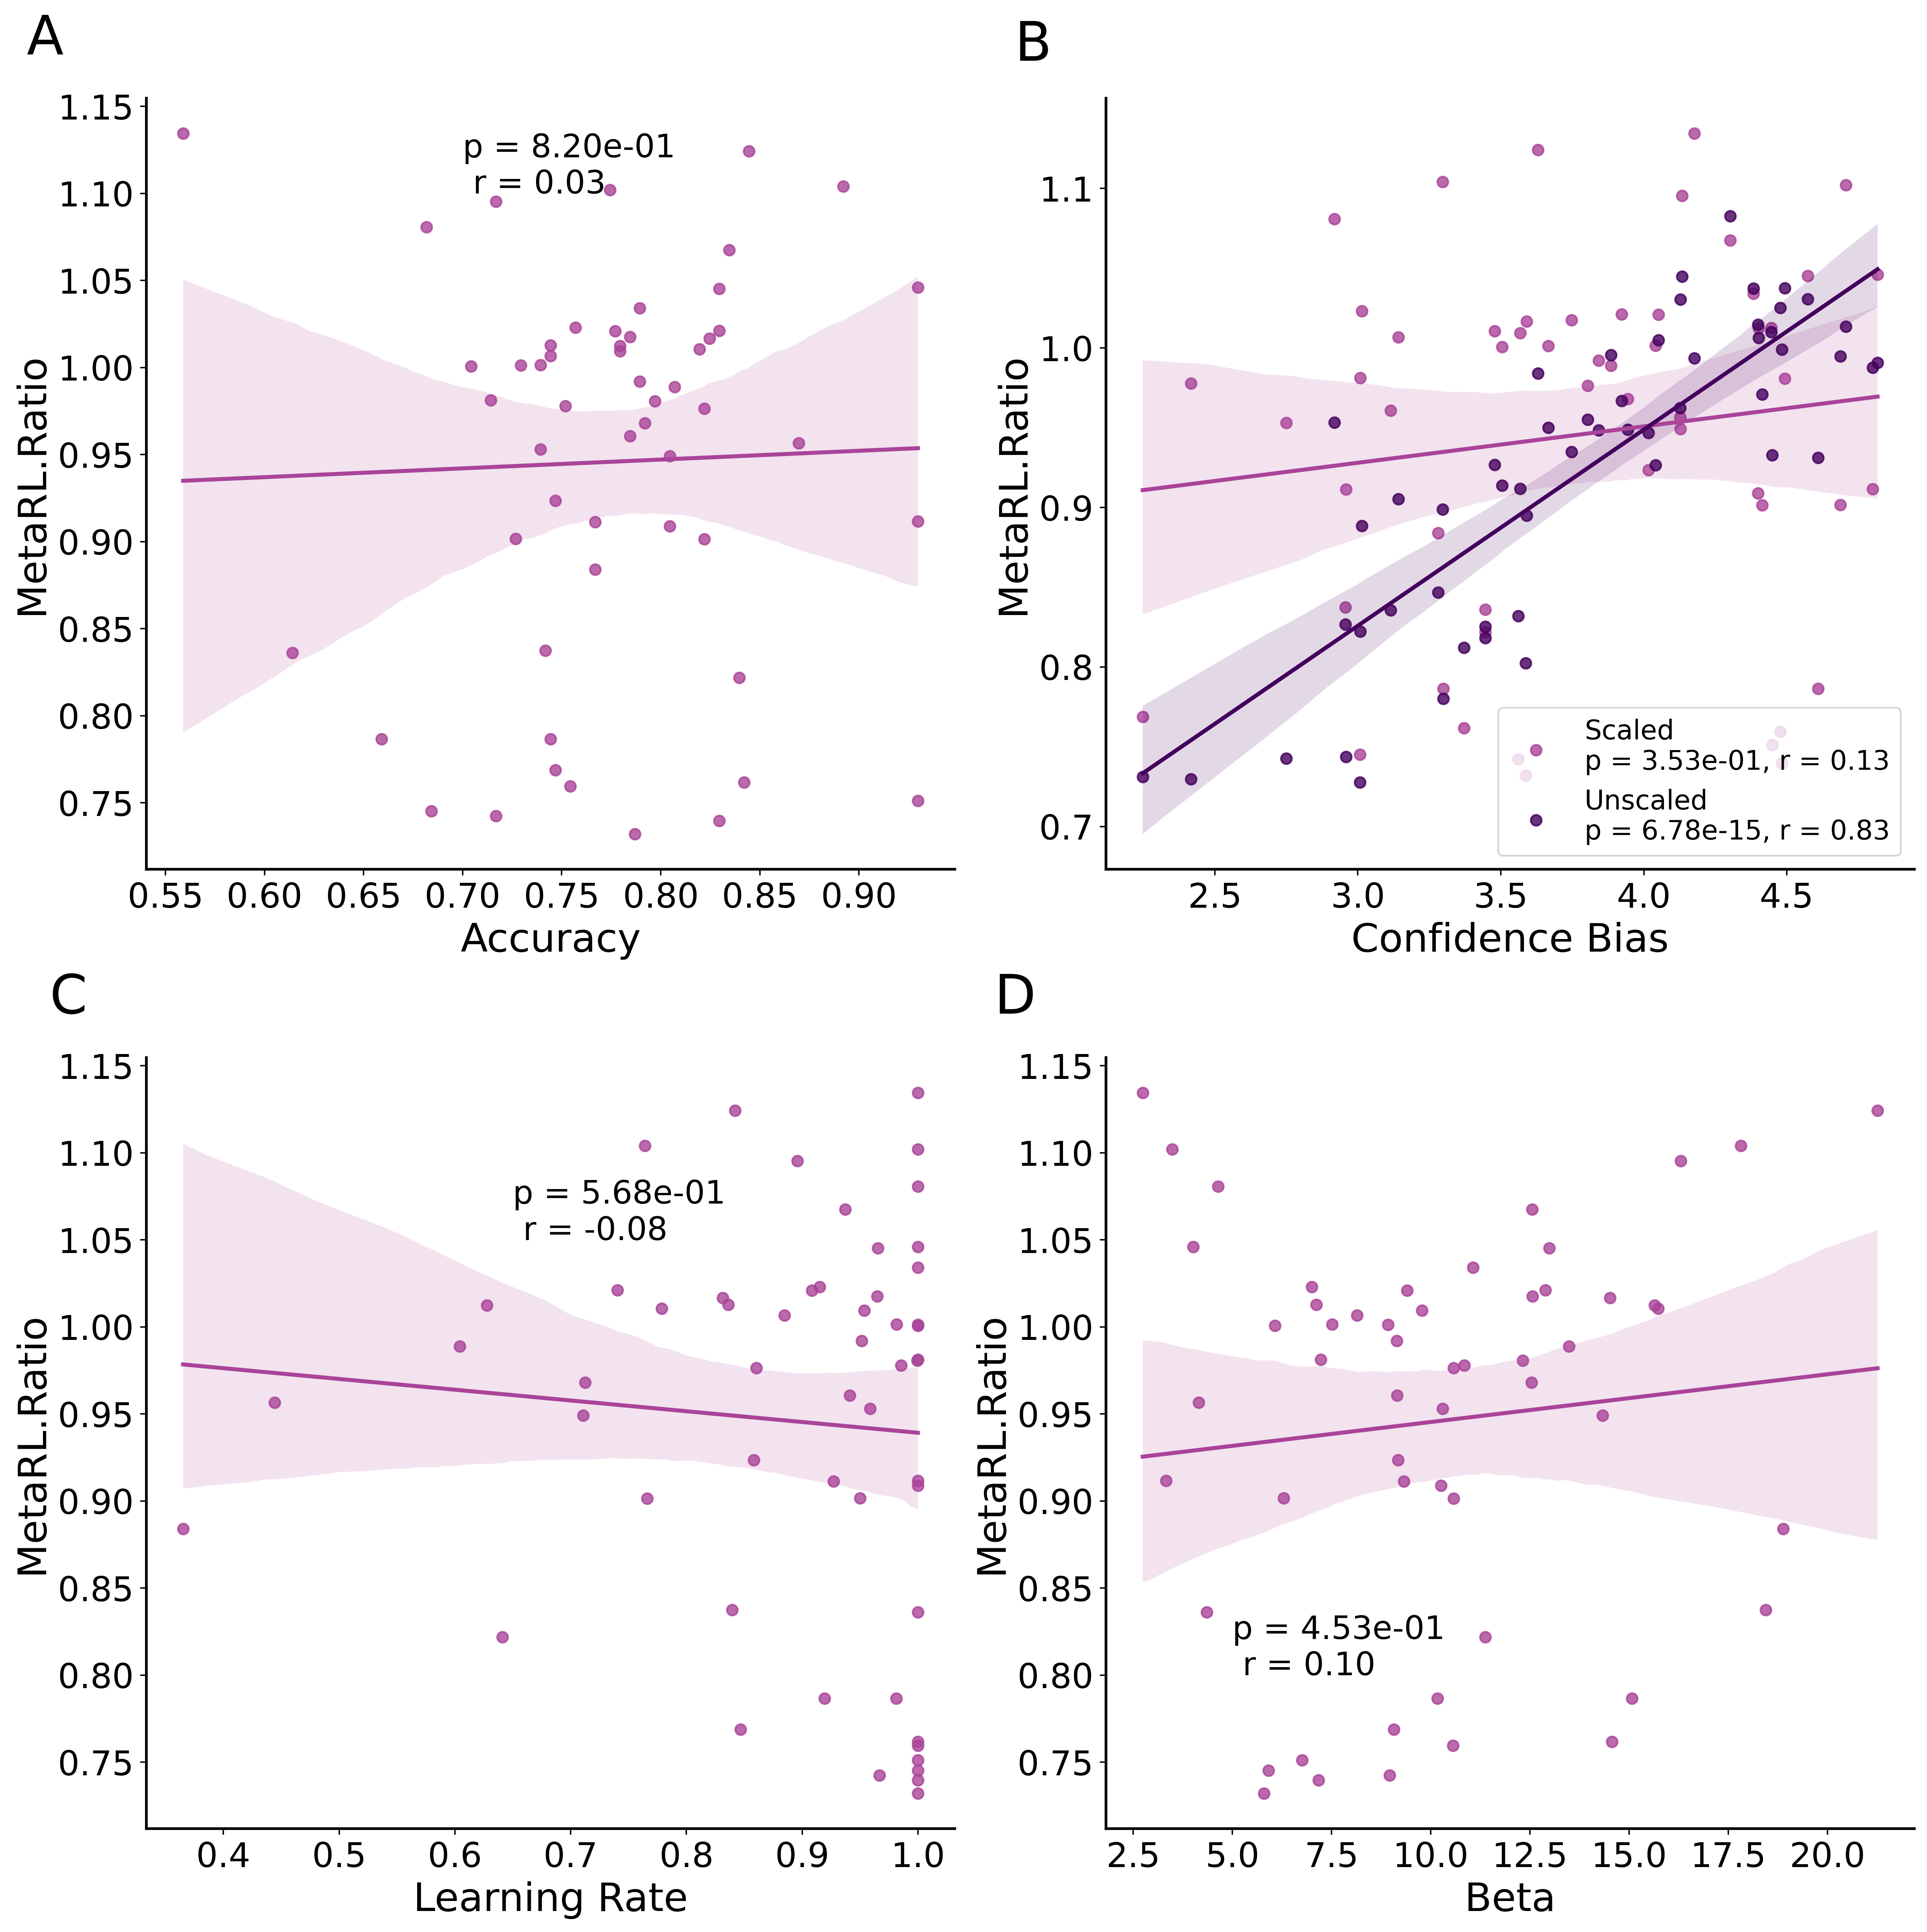 A
1.15
1.10
1.05
1.00
0.95
0.90
0.85
0.80
0.75
MetaRL.Ratio
p = 8.20e-01
r = 0.03
0.55 0.60 0.65 0.70 0.75 0.80 0.85 0.90
Accuracy
B
1.1
1.0
0.9
0.8
0.7
MetaRL.Ratio
Scaled
p = 3.53e-01, r = 0.13
Unscaled
p = 6.78e-15, r = 0.83
2.5 3.0 3.5 4.0 4.5
Confidence Bias
C
1.15
1.10
1.05
1.00
0.95
0.90
0.85
0.80
0.75
MetaRL.Ratio
p = 5.68e-01
r = -0.08
0.4 0.5 0.6 0.7 0.8 0.9 1.0
Learning Rate
D
1.15
1.10
1.05
1.00
0.95
0.90
0.85
0.80
0.75
MetaRL.Ratio
p = 4.53e-01
r = 0.10
2.5 5.0 7.5 10.0 12.5 15.0 17.5 20.0
Beta